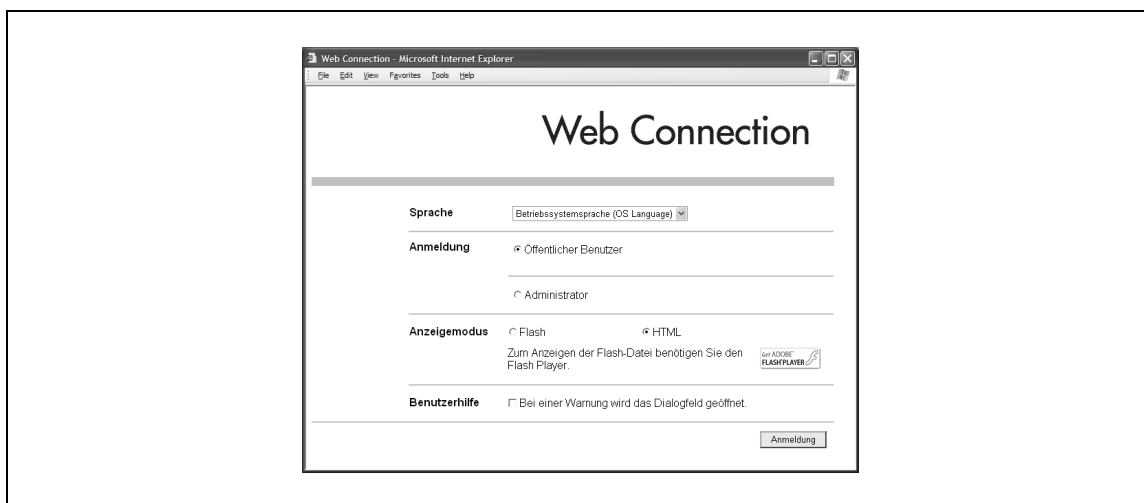 Web Connection - Microsoft Internet Explorer
File Edit View Favorites Tools Help
Web Connection
Sprache
Betriebssystemsprache (OS Language)
Anmeldung
Öffentlicher Benutzer
Administrator
Anzeigemodus
Flash
HTML
Zum Anzeigen der Flash-Datei benötigen Sie den
Flash Player.
Get ADOBE
FLASH PLAYER
Benutzerhilfe
Bei einer Warnung wird das Dialogfeld geöffnet.
Anmeldung